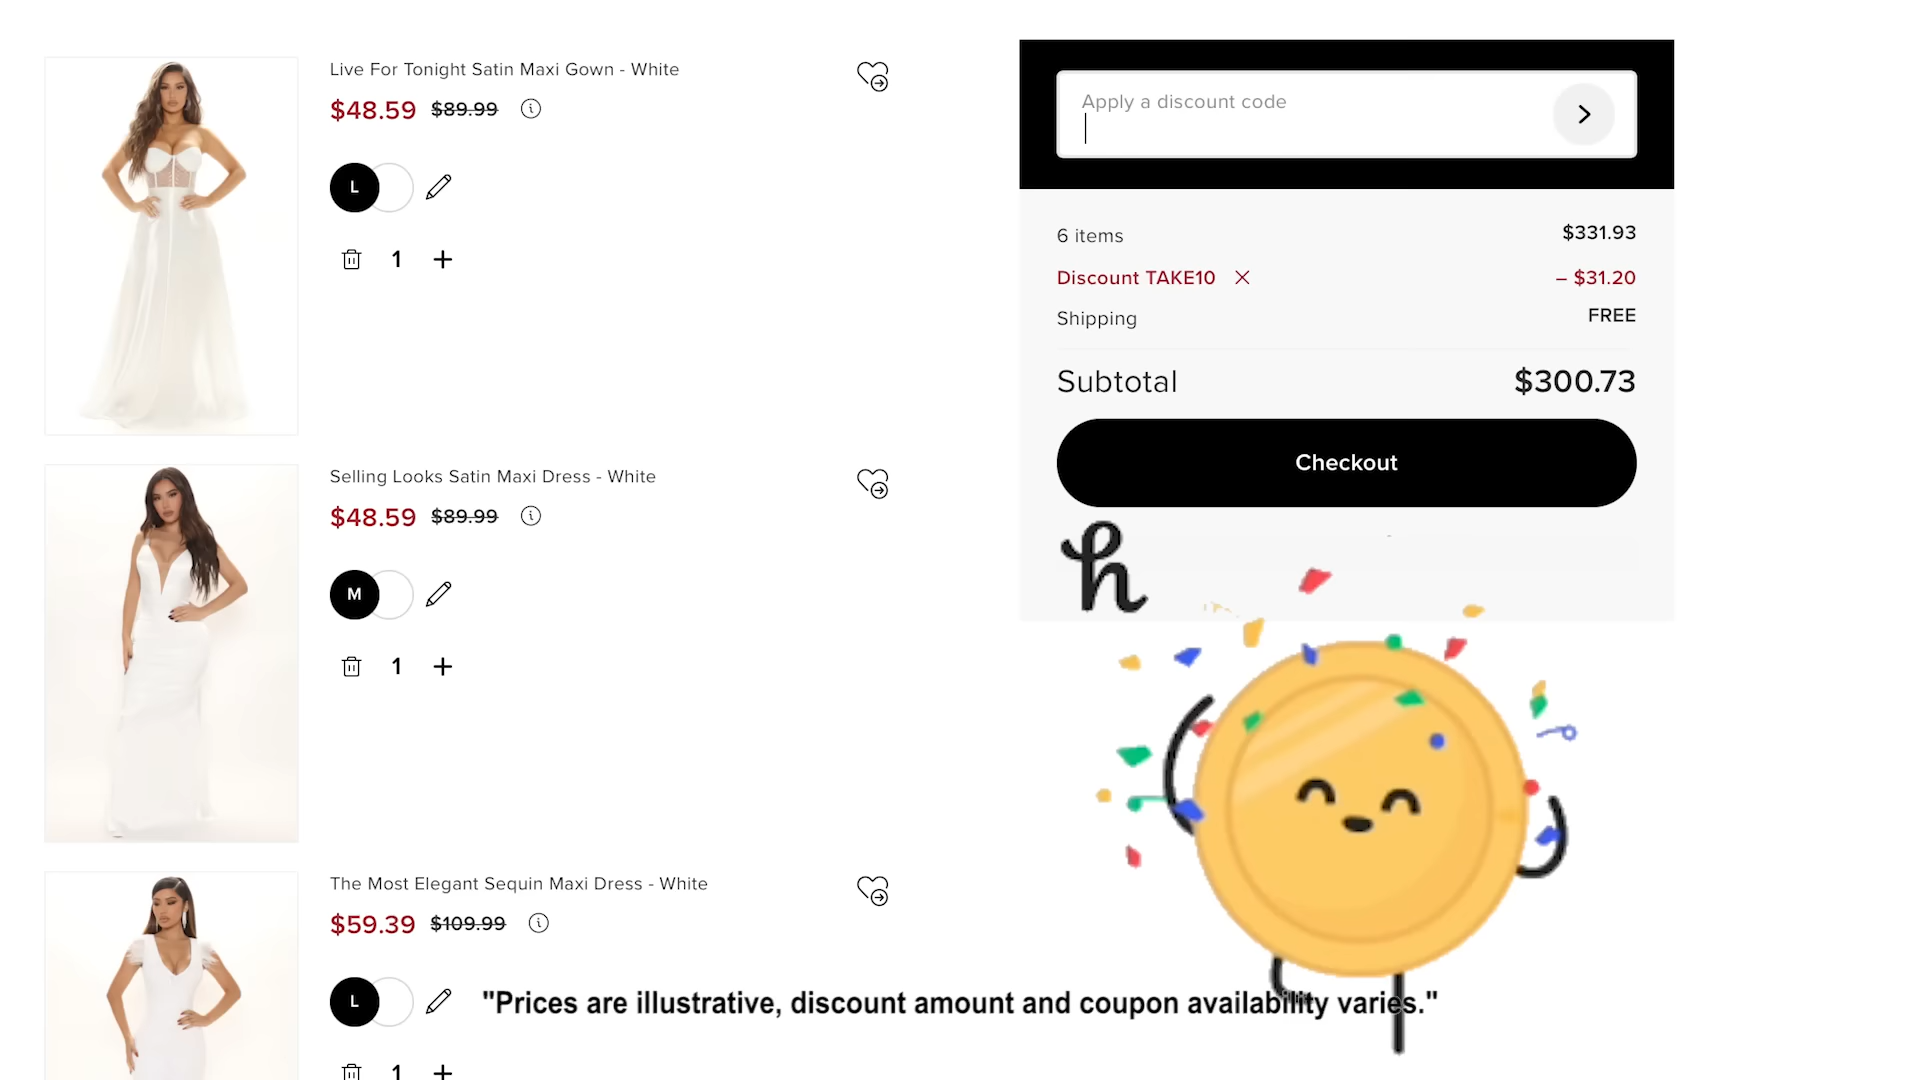 Live For Tonight Satin Maxi Gown - White
$48.59 $89.99
L
1
Selling Looks Satin Maxi Dress - White
$48.59 $89.99
M
1
The Most Elegant Sequin Maxi Dress - White
$59.39 $109.99
L
1
Apply a discount code
6 items $331.93
Discount TAKE10 – $31.20
Shipping FREE
Subtotal $300.73
Checkout
h
"Prices are illustrative, discount amount and coupon availability varies."